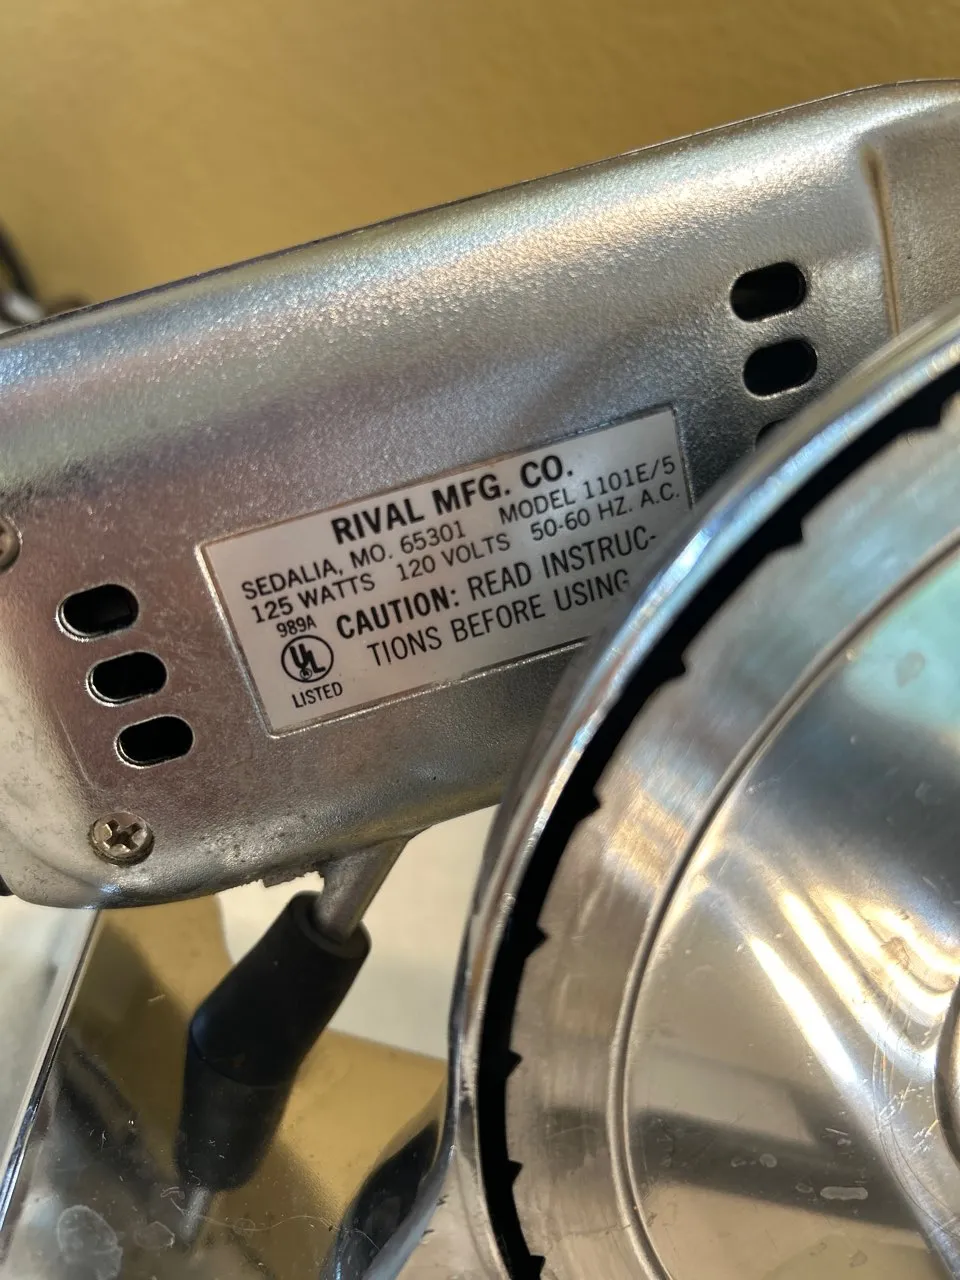 RIVAL MFG. CO.
SEDALIA, MO. 65301 MODEL 1101E/5
125 WATTS 120 VOLTS 50-60 HZ. A.C.
989A CAUTION: READ INSTRUC-
UL TIONS BEFORE USING
LISTED